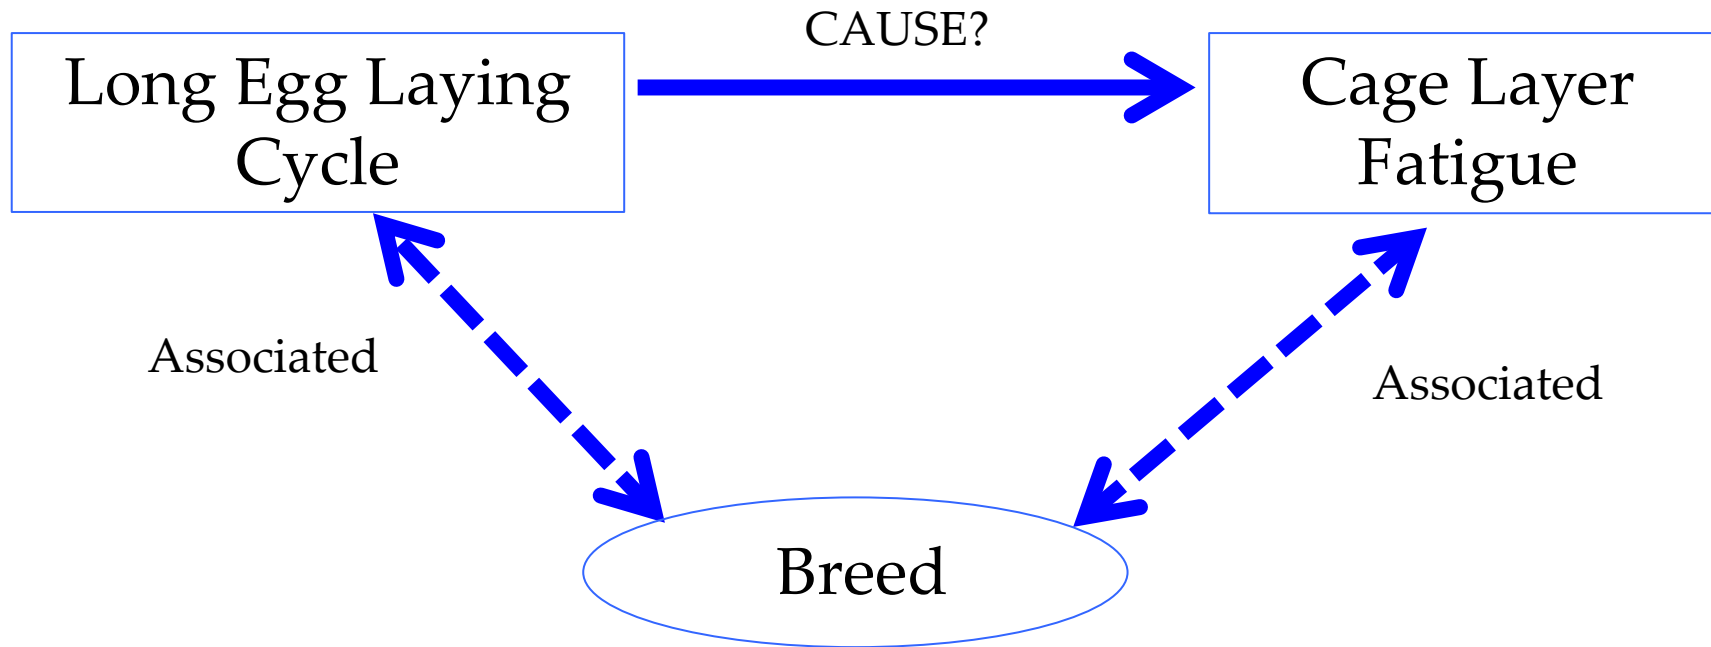 CAUSE?
Long Egg Laying
Cycle
Cage Layer
Fatigue
Associated
Associated
Breed